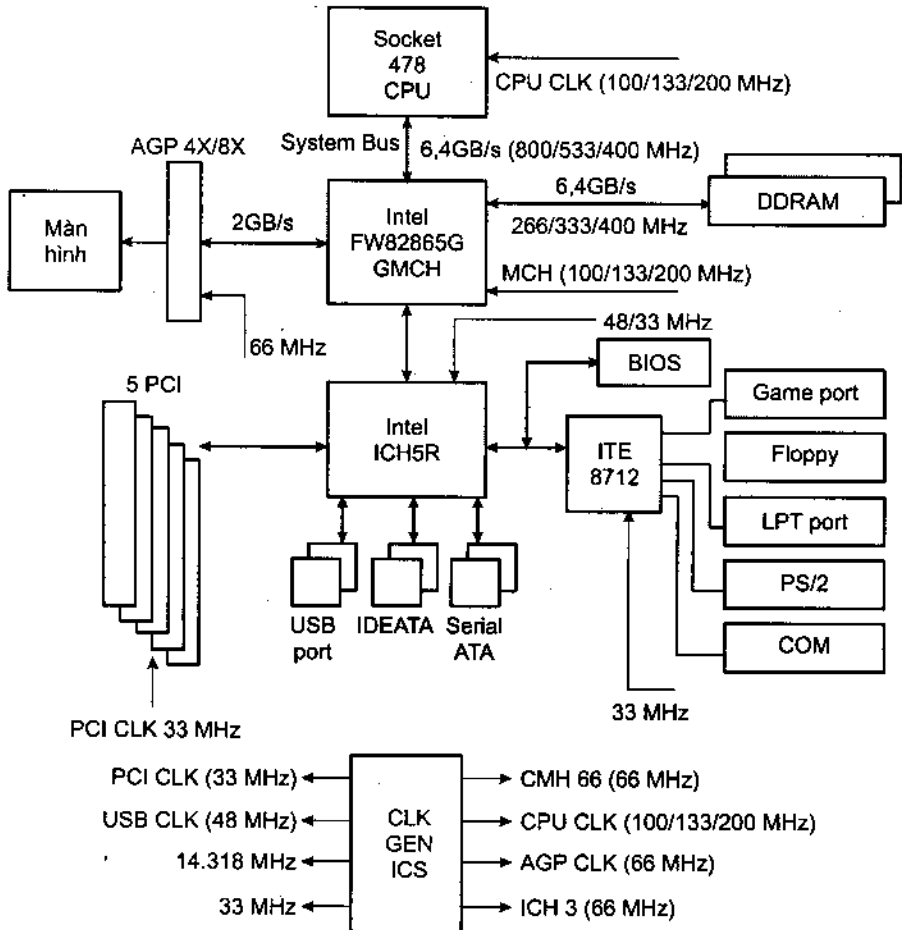 Socket
478
CPU
CPU CLK (100/133/200 MHz)
System Bus
6,4GB/s (800/533/400 MHz)
AGP 4X/8X
Màn
hình
2GB/s
Intel
FW82865G
GMCH
6,4GB/s
266/333/400 MHz
DDRAM
MCH (100/133/200 MHz)
66 MHz
48/33 MHz
BIOS
5 PCI
Intel
ICH5R
ITE
8712
Game port
Floppy
LPT port
PS/2
COM
USB
port
IDEATA
Serial
ATA
33 MHz
PCI CLK 33 MHz
PCI CLK (33 MHz)
USB CLK (48 MHz)
14.318 MHz
33 MHz
CLK
GEN
ICS
CMH 66 (66 MHz)
CPU CLK (100/133/200 MHz)
AGP CLK (66 MHz)
ICH 3 (66 MHz)